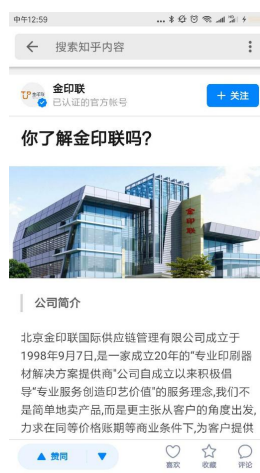 中午12:59
搜索知乎内容
金印联
已认证的官方帐号
+ 关注
你了解金印联吗?
金印联
公司简介
北京金印联国际供应链管理有限公司成立于
1998年9月7日,是一家成立20年的“专业印刷器
材解决方案提供商”公司自成立以来积极倡
导“专业服务创造印艺价值”的服务理念,我们不
是简单地卖产品,而是更主张从客户的角度出发,
力求在同等价格账期等商业条件下,为客户提供
赞同
喜欢
收藏
评论